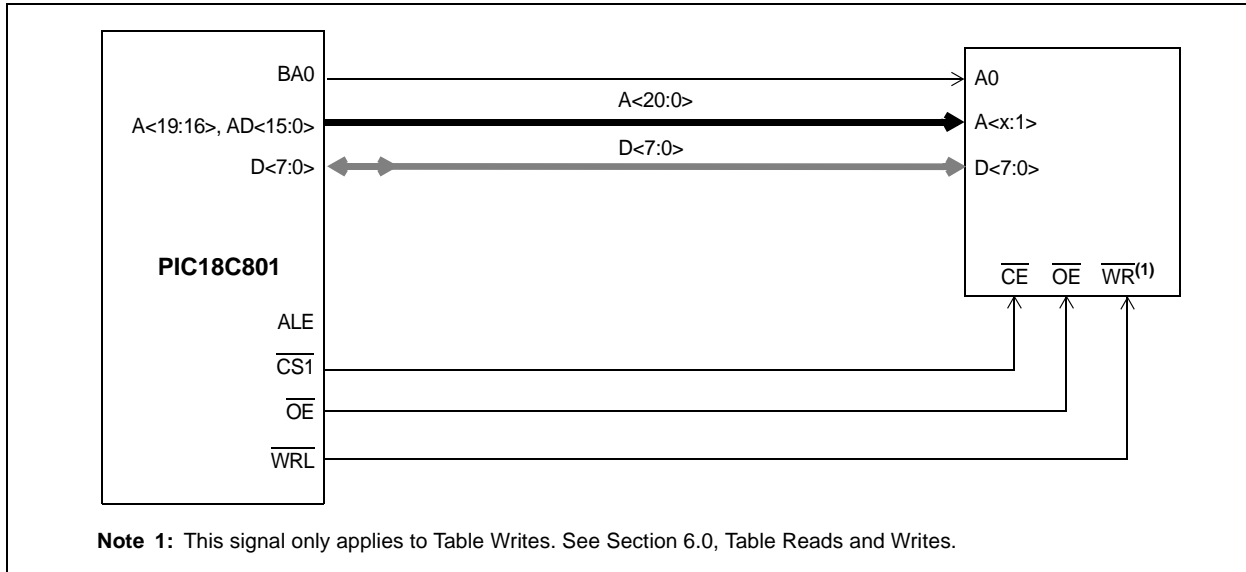 BA0
A0
A<20:0>
A<19:16>, AD<15:0>
A<x:1>
D<7:0>
D<7:0>
D<7:0>
PIC18C801
CE OE WR(1)
ALE
CS1
OE
WRL
Note 1: This signal only applies to Table Writes. See Section 6.0, Table Reads and Writes.